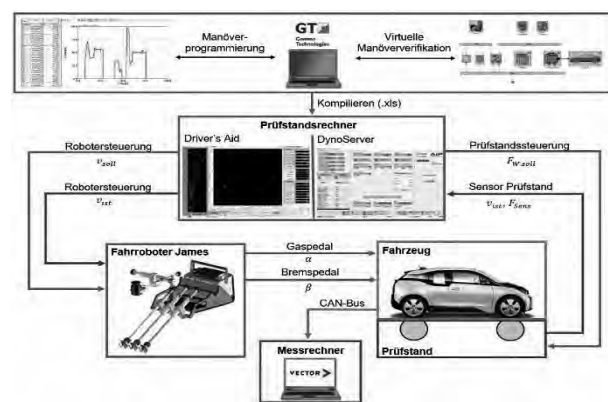 Manöver-
programmierung
GT
Gamma
Technologies
Virtuelle
Manöververifikation
Kompilieren (.xls)
Prüfstandsrechner
Driver's Aid
DynoServer
Robotersteuerung
v_soll
Robotersteuerung
v_ist
Prüfstandssteuerung
F_W,soll
Sensor Prüfstand
v_ist, F_Sens
Fahrroboter James
Gaspedal
α
Bremspedal
β
Fahrzeug
CAN-Bus
Prüfstand
Messrechner
VECTOR